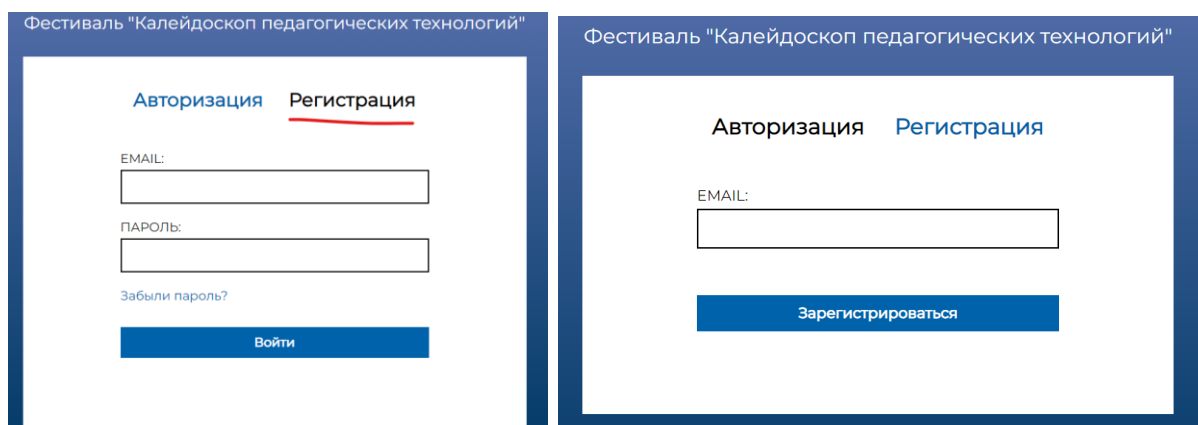 Фестиваль "Калейдоскоп педагогических технологий"
Авторизация Регистрация
EMAIL:
ПАРОЛЬ:
Забыли пароль?
Войти
Фестиваль "Калейдоскоп педагогических технологий"
Авторизация Регистрация
EMAIL:
Зарегистрироваться